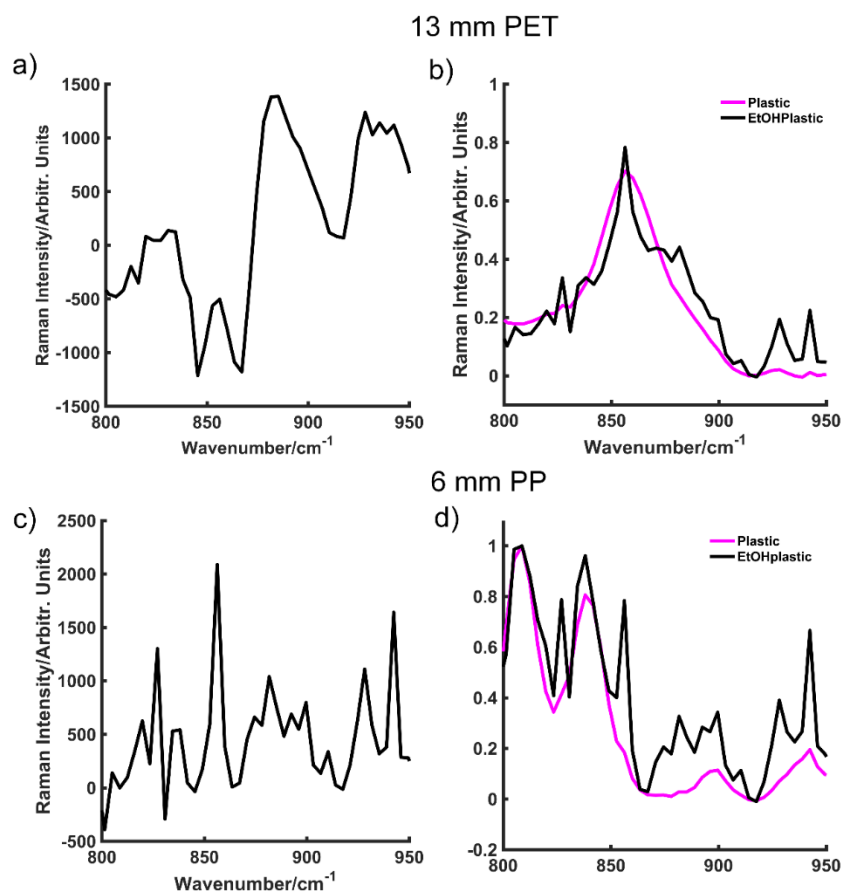 13 mm PET
a)
1500
1000
500
0
-500
-1000
-1500
800
850
900
950
Raman Intensity/Arbitr. Units
Wavenumber/cm-1
b)
1
0.8
0.6
0.4
0.2
0
-0.2
800
850
900
950
Raman Intensity/Arbitr. Units
Wavenumber/cm-1
Plastic
EtOHPlastic
6 mm PP
c)
2500
2000
1500
1000
500
0
-500
800
850
900
950
Raman Intensity/Arbitr. Units
Wavenumber/cm-1
d)
1
0.8
0.6
0.4
0.2
0
-0.2
800
850
900
950
Plastic
EtOHplastic